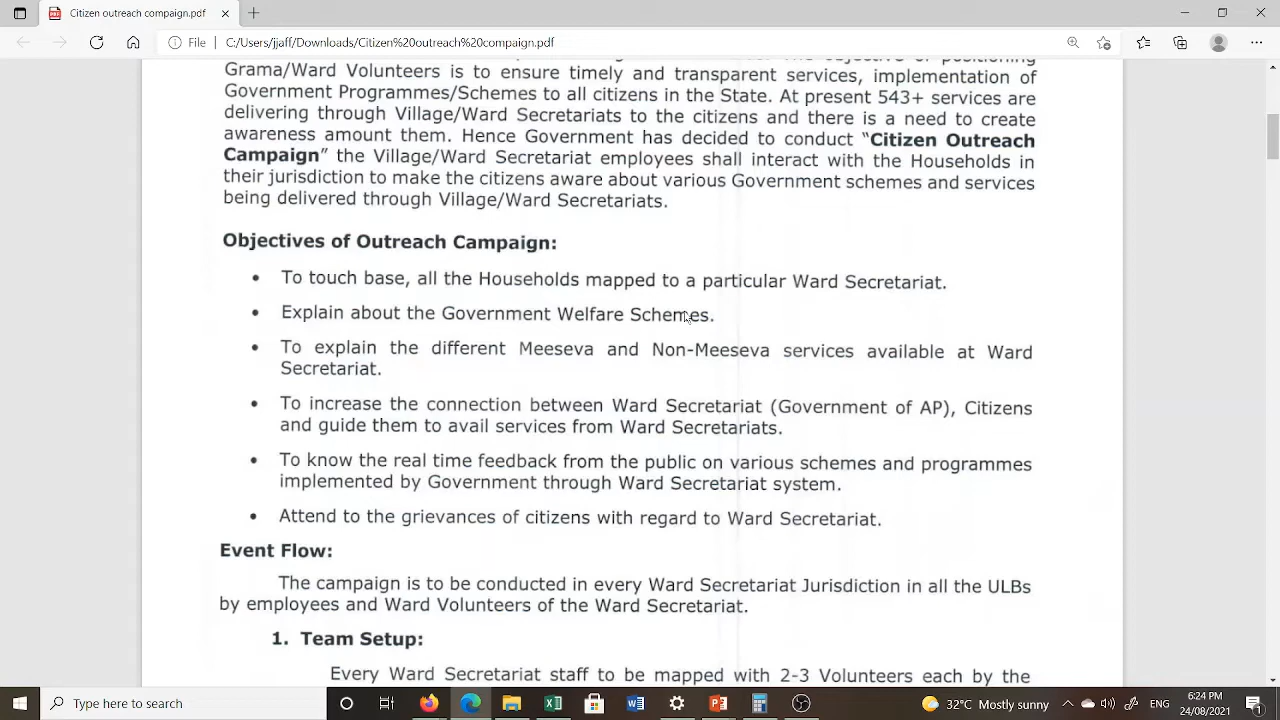 Citizen outreach compaign.pdf
File
C:/Users/jjaff/Downloads/Citizen%20outreach%20compaign.pdf
Grama/Ward Volunteers is to ensure timely and transparent services, implementation of
Government Programmes/Schemes to all citizens in the State. At present 543+ services are
delivering through Village/Ward Secretariats to the citizens and there is a need to create
awareness amount them. Hence Government has decided to conduct “Citizen Outreach
Campaign” the Village/Ward Secretariat employees shall interact with the Households in
their jurisdiction to make the citizens aware about various Government schemes and services
being delivered through Village/Ward Secretariats.
Objectives of Outreach Campaign:
• To touch base, all the Households mapped to a particular Ward Secretariat.
• Explain about the Government Welfare Schemes.
• To explain the different Meeseva and Non-Meeseva services available at Ward
Secretariat.
• To increase the connection between Ward Secretariat (Government of AP), Citizens
and guide them to avail services from Ward Secretariats.
• To know the real time feedback from the public on various schemes and programmes
implemented by Government through Ward Secretariat system.
• Attend to the grievances of citizens with regard to Ward Secretariat.
Event Flow:
The campaign is to be conducted in every Ward Secretariat Jurisdiction in all the ULBs
by employees and Ward Volunteers of the Ward Secretariat.
1. Team Setup:
Every Ward Secretariat staff to be mapped with 2-3 Volunteers each by the
Type here to search
33°C Mostly sunny
ENG
6:24 PM
24/08/2021